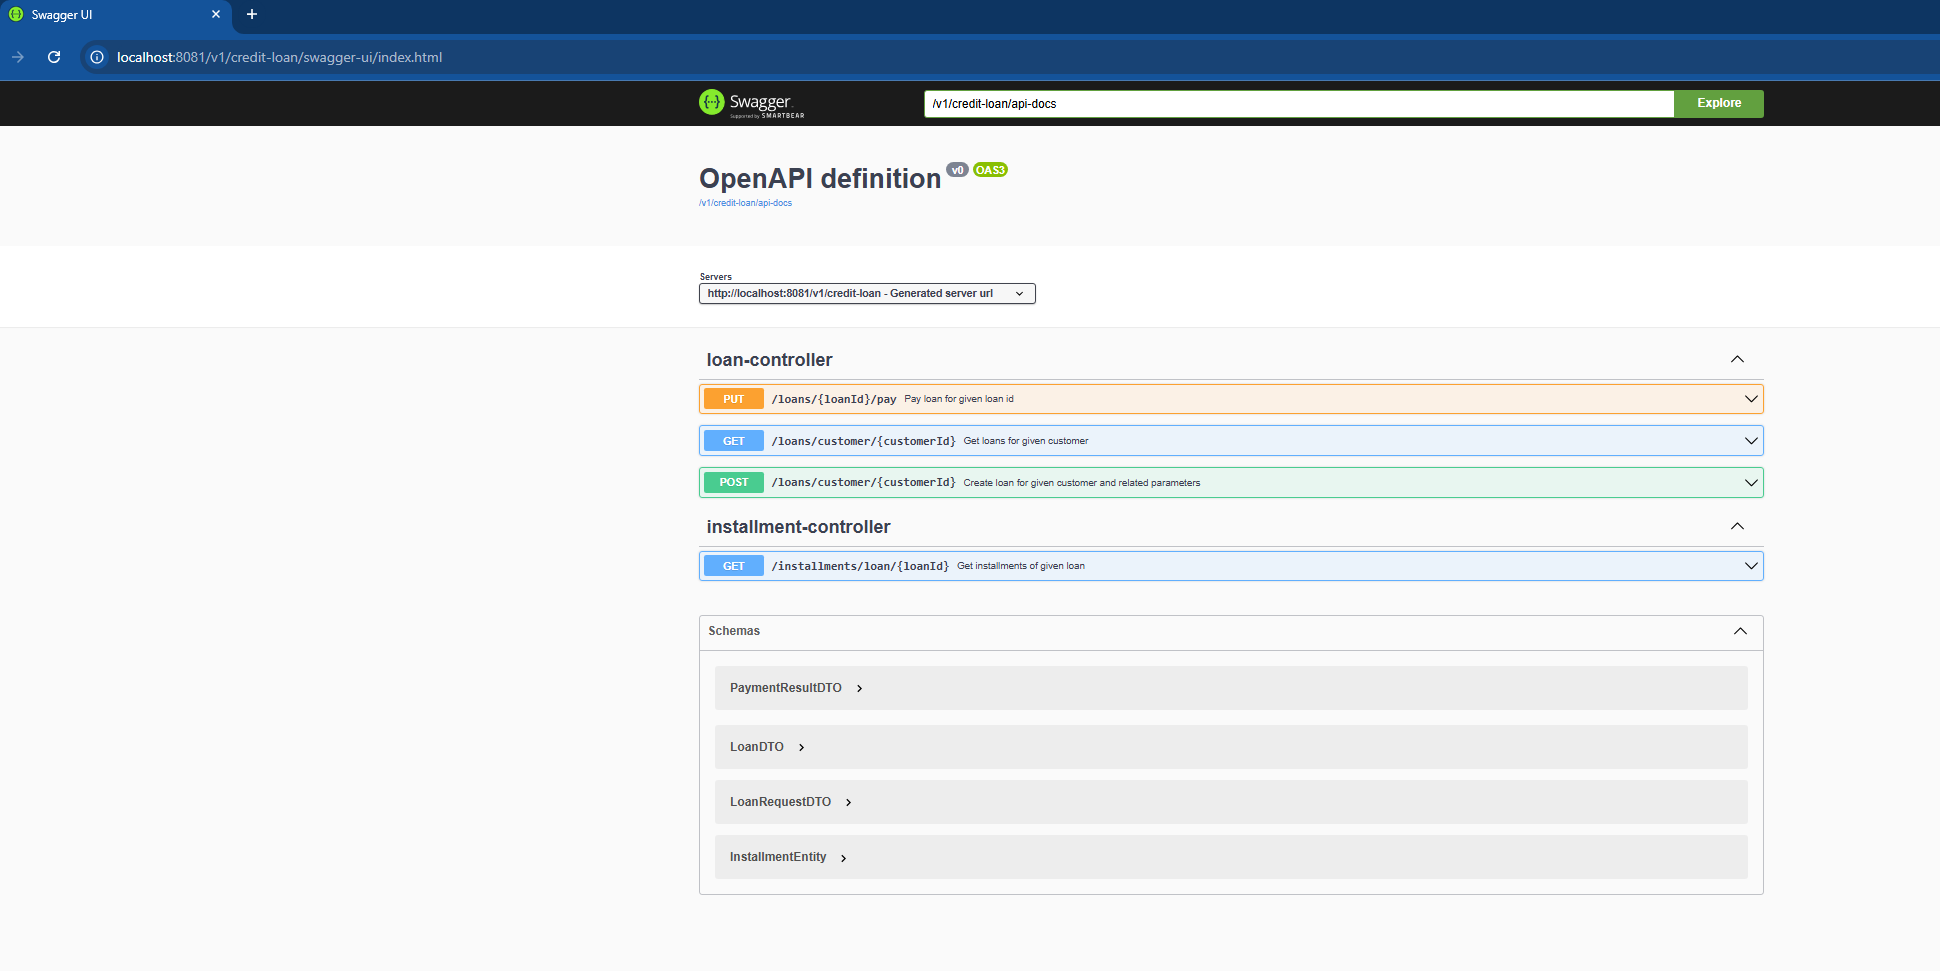 Swagger UI
localhost:8081/v1/credit-loan/swagger-ui/index.html
Swagger
Supported by SMARTBEAR
/v1/credit-loan/api-docs
Explore
OpenAPI definition v0 OAS3
/v1/credit-loan/api-docs
Servers
http://localhost:8081/v1/credit-loan - Generated server url
loan-controller
PUT /loans/{loanId}/pay Pay loan for given loan id
GET /loans/customer/{customerId} Get loans for given customer
POST /loans/customer/{customerId} Create loan for given customer and related parameters
installment-controller
GET /installments/loan/{loanId} Get installments of given loan
Schemas
PaymentResultDTO
LoanDTO
LoanRequestDTO
InstallmentEntity